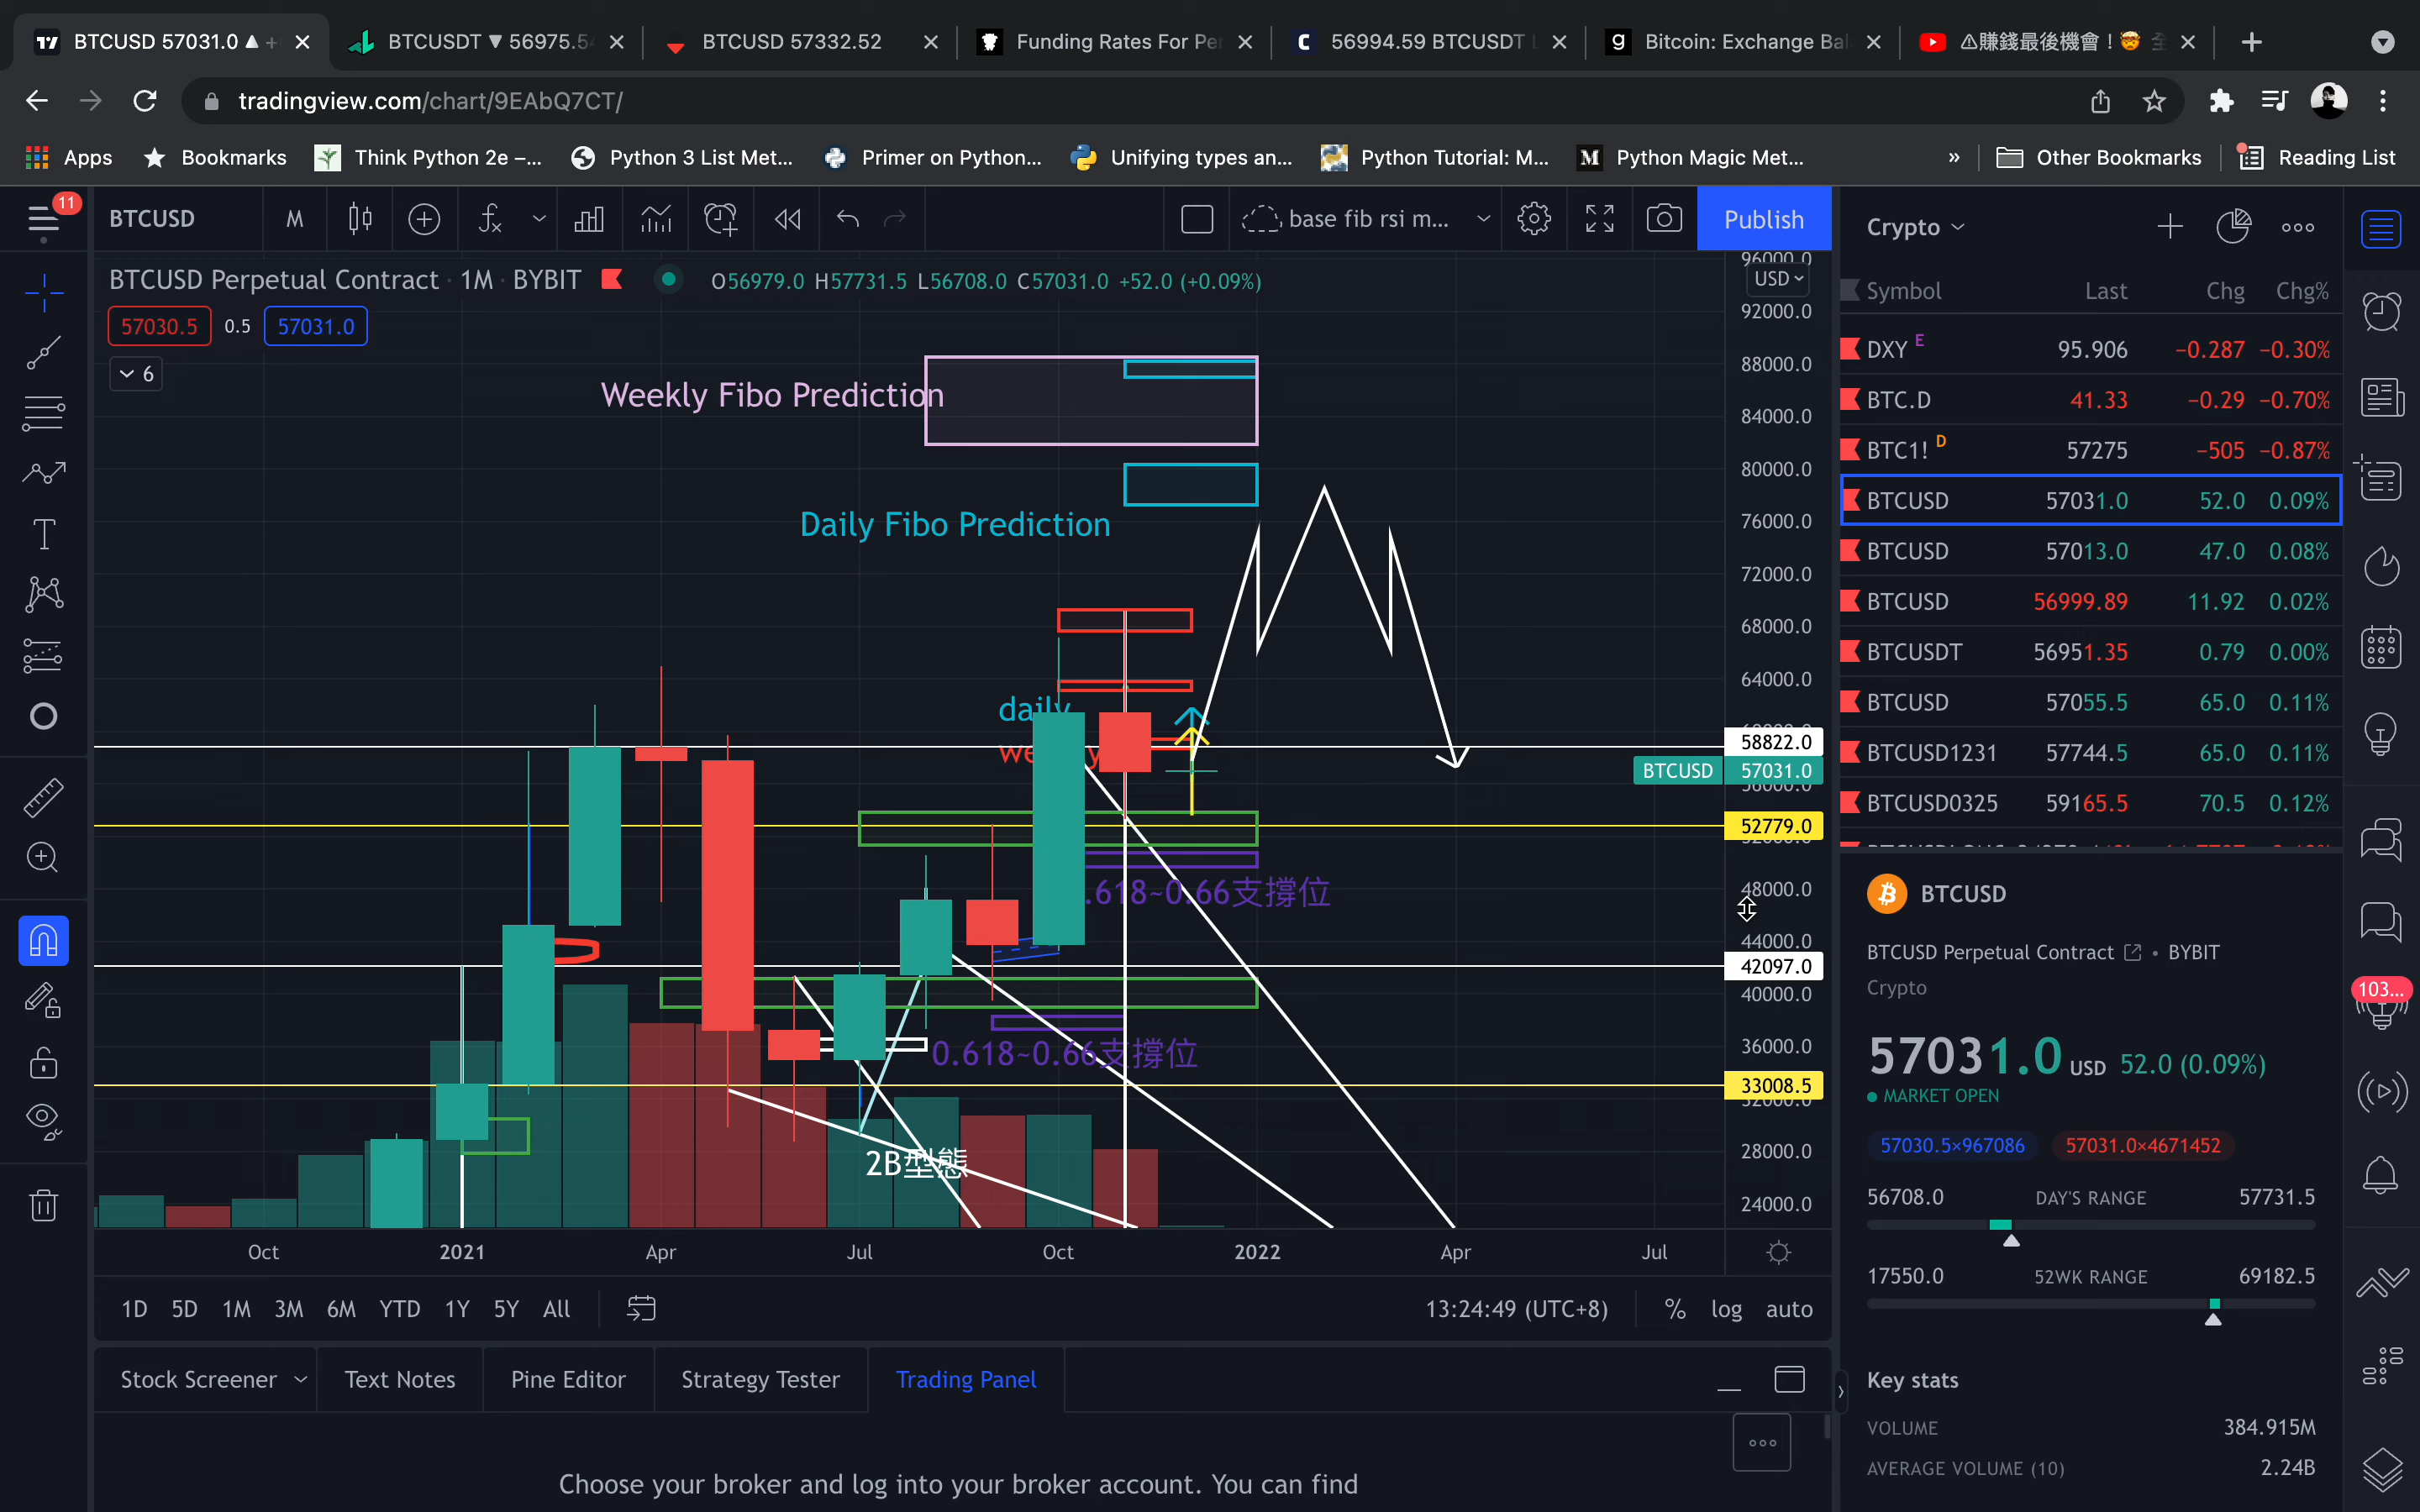 BTCUSD 57031.0 ▲
BTCUSDT ▼ 56975.5
BTCUSD 57332.52
Funding Rates For Per
56994.59 BTCUSDT
Bitcoin: Exchange Bal
⚠賺錢最後機會！🤯
tradingview.com/chart/9EAbQ7CT/
Apps
Bookmarks
Think Python 2e –...
Python 3 List Met...
Primer on Python...
Unifying types an...
Python Tutorial: M...
Python Magic Met...
»
Other Bookmarks
Reading List
11
BTCUSD
M
base fib rsi m...
Publish
BTCUSD Perpetual Contract · 1M · BYBIT
O56979.0 H57731.5 L56708.0 C57031.0 +52.0 (+0.09%)
57030.5
0.5
57031.0
6
Weekly Fibo Prediction
Daily Fibo Prediction
daily
.618~0.66支撐位
0.618~0.66支撐位
2B型態
96000.0
USD
92000.0
88000.0
84000.0
80000.0
76000.0
72000.0
68000.0
64000.0
58822.0
BTCUSD 57031.0
56000.0
52779.0
52000.0
48000.0
44000.0
42097.0
40000.0
36000.0
33008.5
32000.0
28000.0
24000.0
Oct
2021
Apr
Jul
Oct
2022
Apr
Jul
1D 5D 1M 3M 6M YTD 1Y 5Y All
13:24:49 (UTC+8)
% log auto
Stock Screener
Text Notes
Pine Editor
Strategy Tester
Trading Panel
Choose your broker and log into your broker account. You can find
Crypto
Symbol Last Chg Chg%
DXY E 95.906 −0.287 −0.30%
BTC.D 41.33 −0.29 −0.70%
BTC1! D 57275 −505 −0.87%
BTCUSD 57031.0 52.0 0.09%
BTCUSD 57013.0 47.0 0.08%
BTCUSD 56999.89 11.92 0.02%
BTCUSDT 56951.35 0.79 0.00%
BTCUSD 57055.5 65.0 0.11%
BTCUSD1231 57744.5 65.0 0.11%
BTCUSD0325 59165.5 70.5 0.12%
BTCUSD
BTCUSD Perpetual Contract • BYBIT
Crypto
57031.0 USD 52.0 (0.09%)
MARKET OPEN
57030.5×967086
57031.0×4671452
56708.0 DAY'S RANGE 57731.5
17550.0 52WK RANGE 69182.5
Key stats
VOLUME 384.915M
AVERAGE VOLUME (10) 2.24B
103...